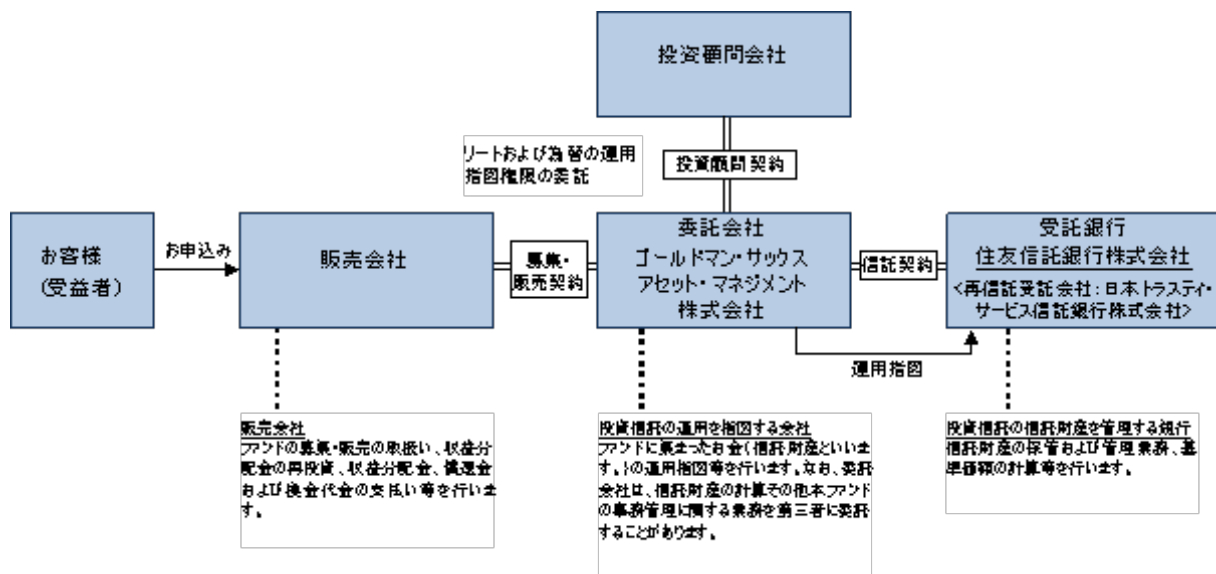 投資顧問会社
リートおよび為替の運用
指図権限の委託
投資顧問契約
お客様
(受益者)
お申込み
販売会社
募集・
販売契約
委託会社
ゴールドマン・サックス
アセット・マネジメント
株式会社
信託契約
受託銀行
住友信託銀行株式会社
<再信託受託会社:日本トラスティ・
サービス信託銀行株式会社>
運用指図
販売会社
ファンドの募集・販売の取扱い、収益分
配金の再投資、収益分配金、償還金
および換金代金の支払い等を行いま
す。
投資信託の運用を指図する会社
ファンドに集まったお金(信託財産といいま
す。)の運用指図等を行います。なお、委託
会社は、信託財産の計算その他本ファンド
の事務管理に関する業務を第三者に委託
することがあります。
投資信託の信託財産を管理する銀行
信託財産の保管および管理業務、基
準価額の計算等を行います。